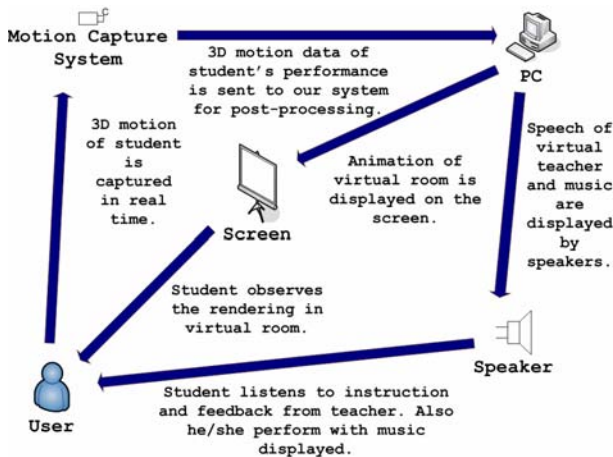 Motion Capture
System
3D motion data of
student's performance
is sent to our system
for post-processing.
PC
3D motion
of student
is
captured
in real
time.
Screen
Animation of
virtual room is
displayed on the
screen.
Speech of
virtual
teacher
and music
are
displayed
by
speakers.
Student observes
the rendering in
virtual room.
Speaker
User
Student listens to instruction
and feedback from teacher. Also
he/she perform with music
displayed.